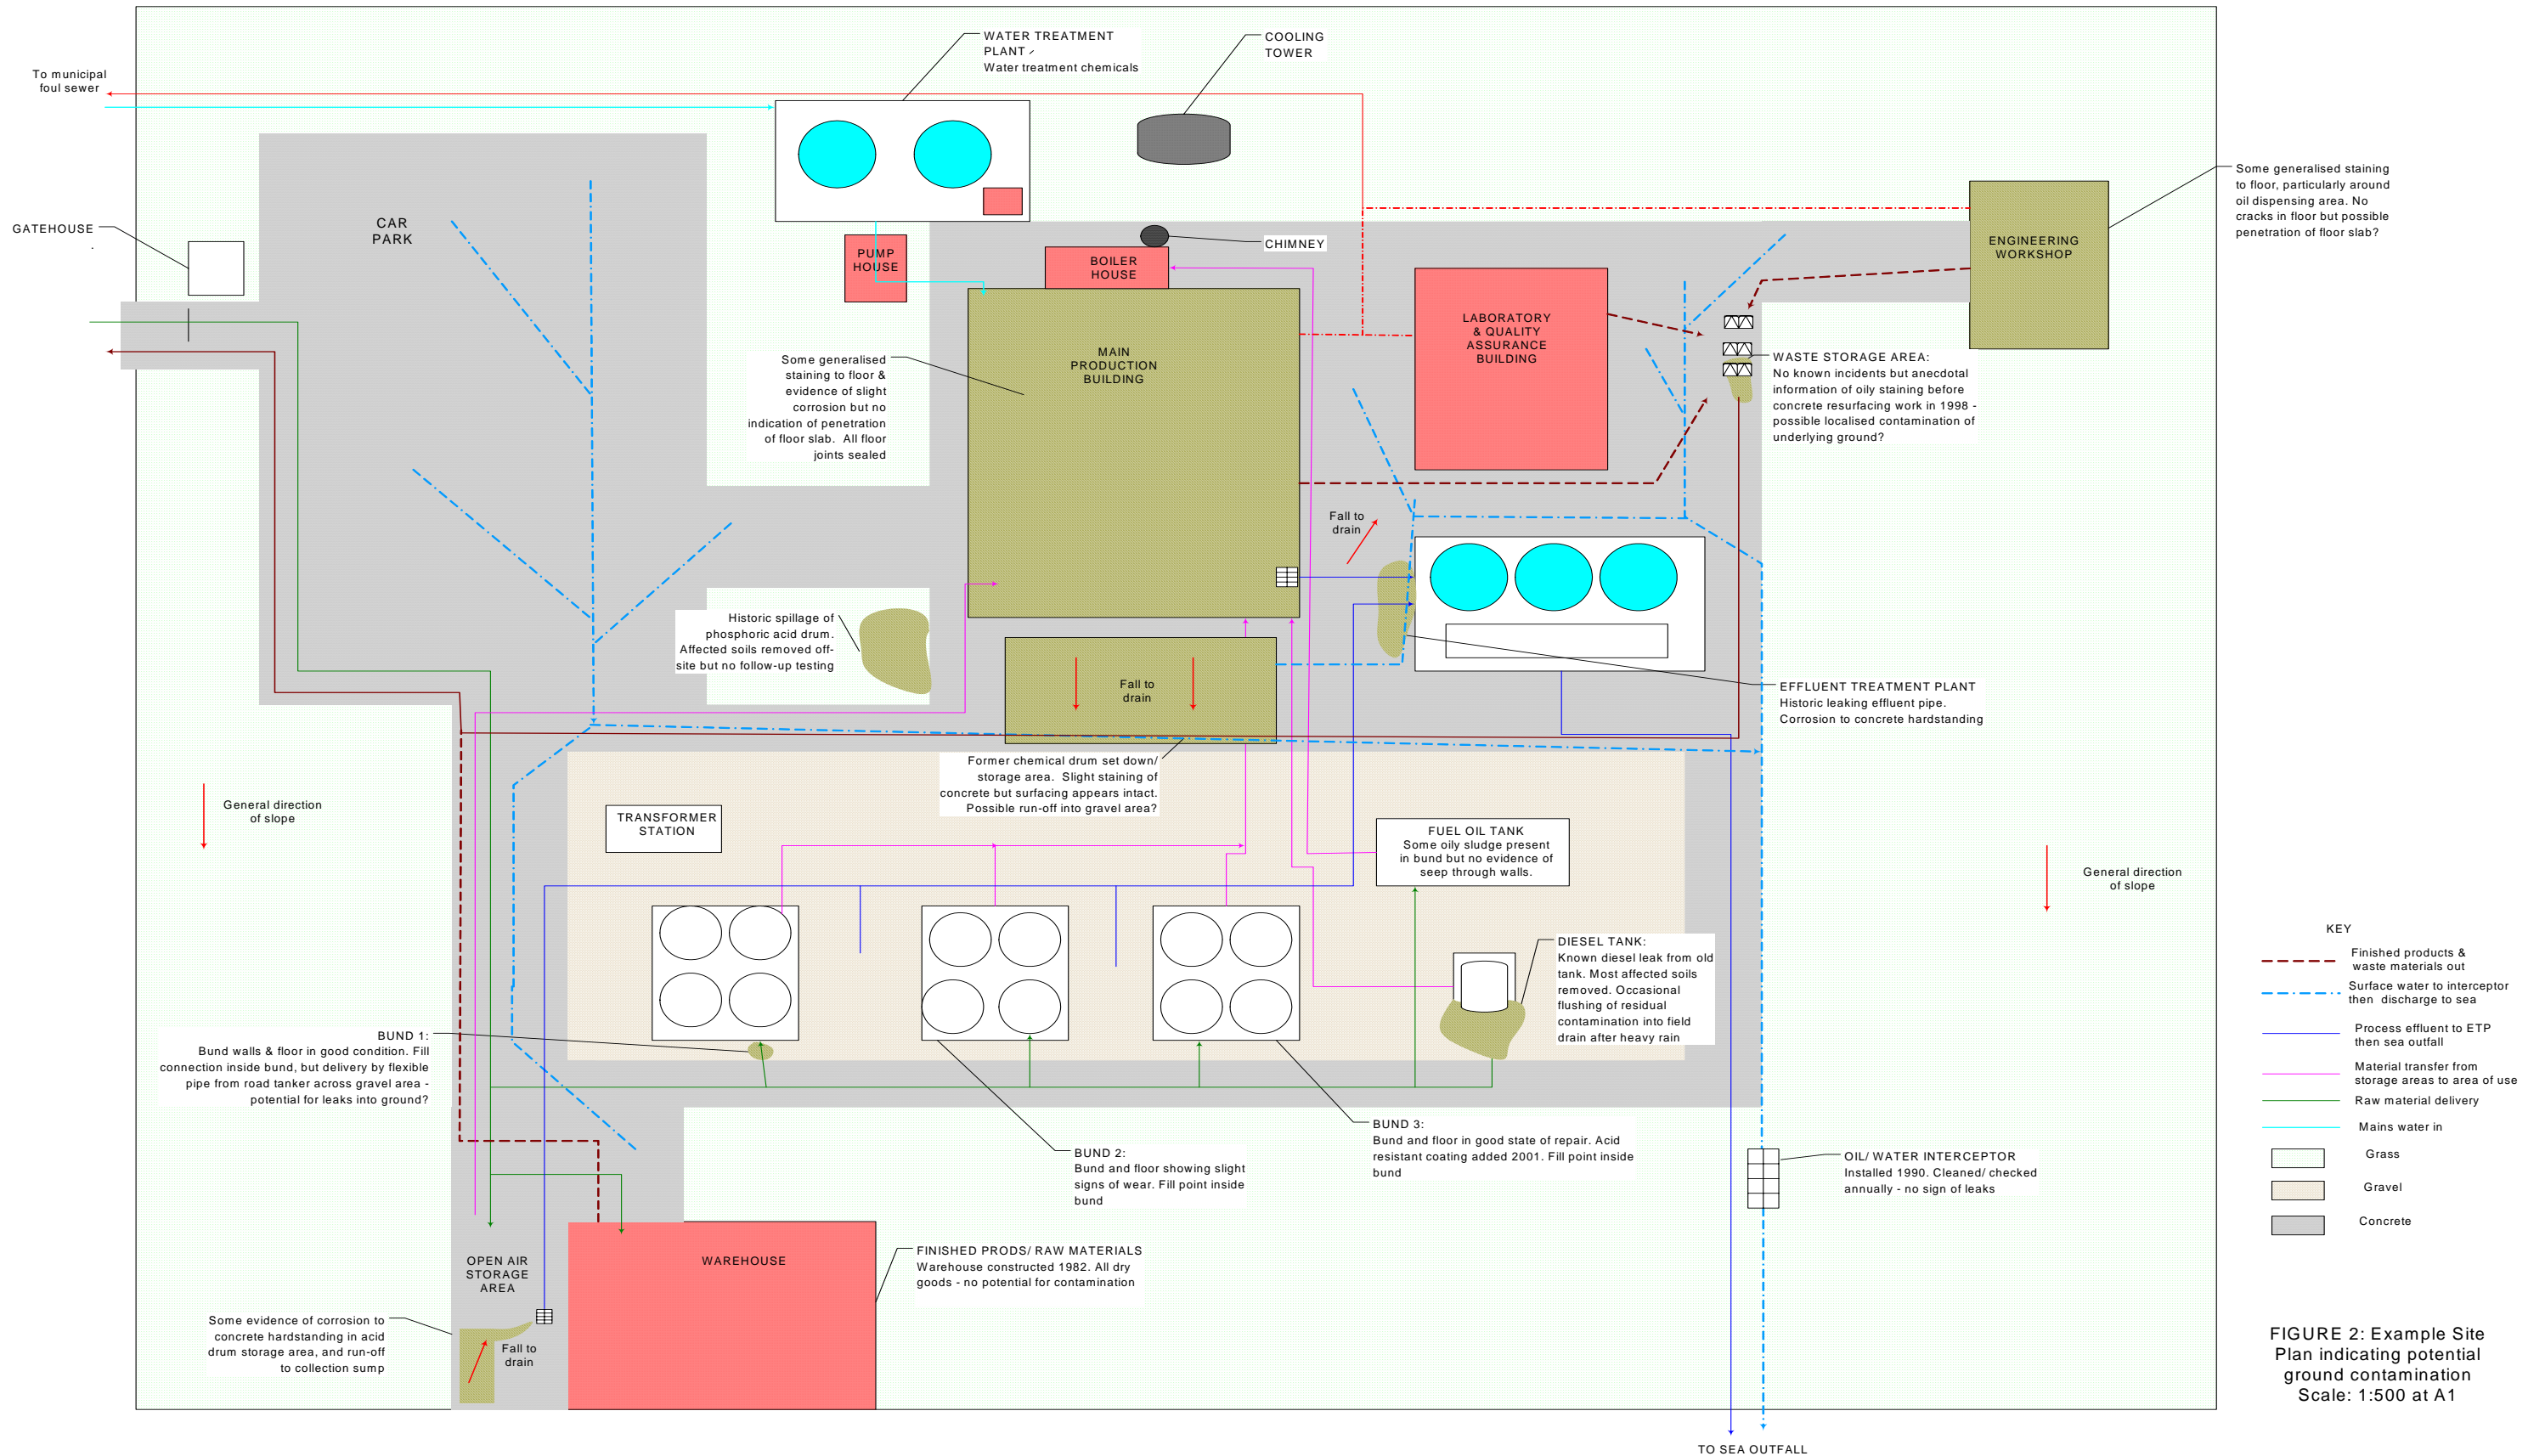 WATER TREATMENT
PLANT -
Water treatment chemicals
COOLING
TOWER
To municipal
foul sewer
GATEHOUSE
.
CAR
PARK
PUMP
HOUSE
BOILER
HOUSE
CHIMNEY
Some generalised staining
to floor, particularly around
oil dispensing area. No
cracks in floor but possible
penetration of floor slab?
ENGINEERING
WORKSHOP
LABORATORY
& QUALITY
ASSURANCE
BUILDING
MAIN
PRODUCTION
BUILDING
Some generalised
staining to floor &
evidence of slight
corrosion but no
indication of penetration
of floor slab. All floor
joints sealed
WASTE STORAGE AREA:
No known incidents but anecdotal
information of oily staining before
concrete resurfacing work in 1998 -
possible localised contamination of
underlying ground?
Fall to
drain
Historic spillage of
phosphoric acid drum.
Affected soils removed off-
site but no follow-up testing
Fall to
drain
EFFLUENT TREATMENT PLANT
Historic leaking effluent pipe.
Corrosion to concrete hardstanding
Former chemical drum set down/
storage area. Slight staining of
concrete but surfacing appears intact.
Possible run-off into gravel area?
General direction
of slope
TRANSFORMER
STATION
FUEL OIL TANK
Some oily sludge present
in bund but no evidence of
seep through walls.
General direction
of slope
DIESEL TANK:
Known diesel leak from old
tank. Most affected soils
removed. Occasional
flushing of residual
contamination into field
drain after heavy rain
BUND 1:
Bund walls & floor in good condition. Fill
connection inside bund, but delivery by flexible
pipe from road tanker across gravel area -
potential for leaks into ground?
BUND 2:
Bund and floor showing slight
signs of wear. Fill point inside
bund
BUND 3:
Bund and floor in good state of repair. Acid
resistant coating added 2001. Fill point inside
bund
OIL/ WATER INTERCEPTOR
Installed 1990. Cleaned/ checked
annually - no sign of leaks
OPEN AIR
STORAGE
AREA
WAREHOUSE
FINISHED PRODS/ RAW MATERIALS
Warehouse constructed 1982. All dry
goods - no potential for contamination
Some evidence of corrosion to
concrete hardstanding in acid
drum storage area, and run-off
to collection sump
Fall to
drain
TO SEA OUTFALL
KEY
Finished products &
waste materials out
Surface water to interceptor
then discharge to sea
Process effluent to ETP
then sea outfall
Material transfer from
storage areas to area of use
Raw material delivery
Mains water in
Grass
Gravel
Concrete
FIGURE 2: Example Site
Plan indicating potential
ground contamination
Scale: 1:500 at A1